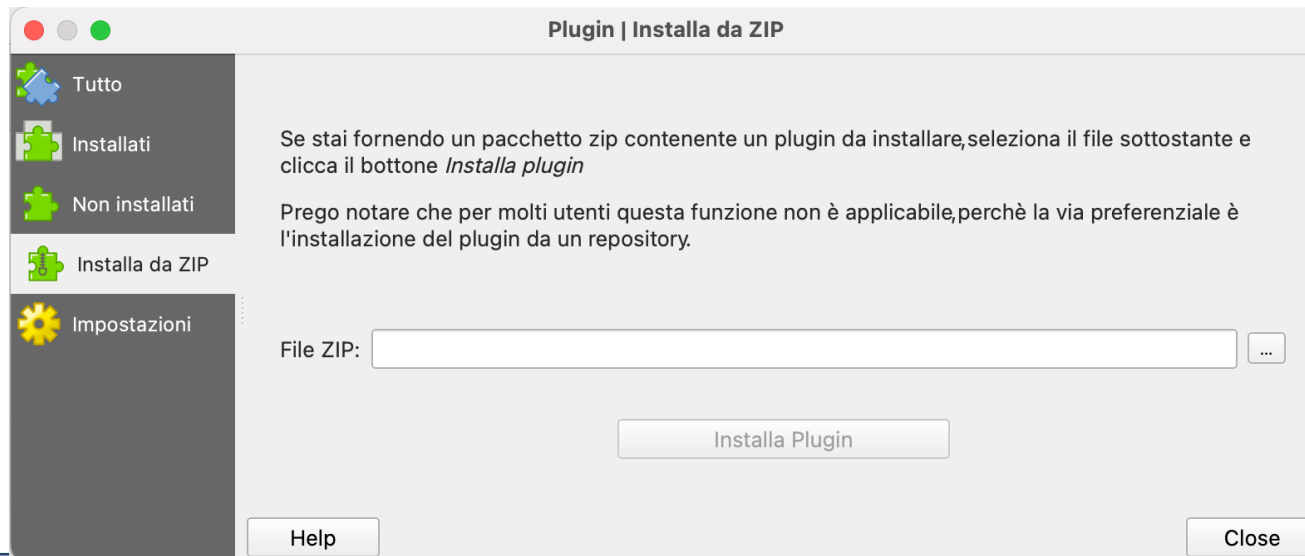 Plugin | Installa da ZIP
Tutto
Installati
Non installati
Installa da ZIP
Impostazioni
Se stai fornendo un pacchetto zip contenente un plugin da installare,seleziona il file sottostante e
clicca il bottone Installa plugin
Prego notare che per molti utenti questa funzione non è applicabile,perchè la via preferenziale è
l'installazione del plugin da un repository.
File ZIP:
...
Installa Plugin
Help
Close